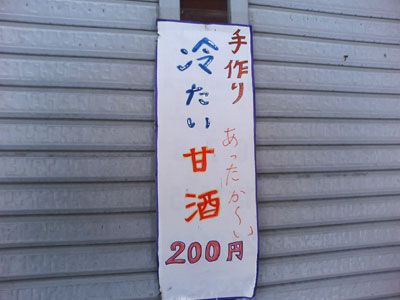 手作り
冷たい甘酒
あったか〜い
200円